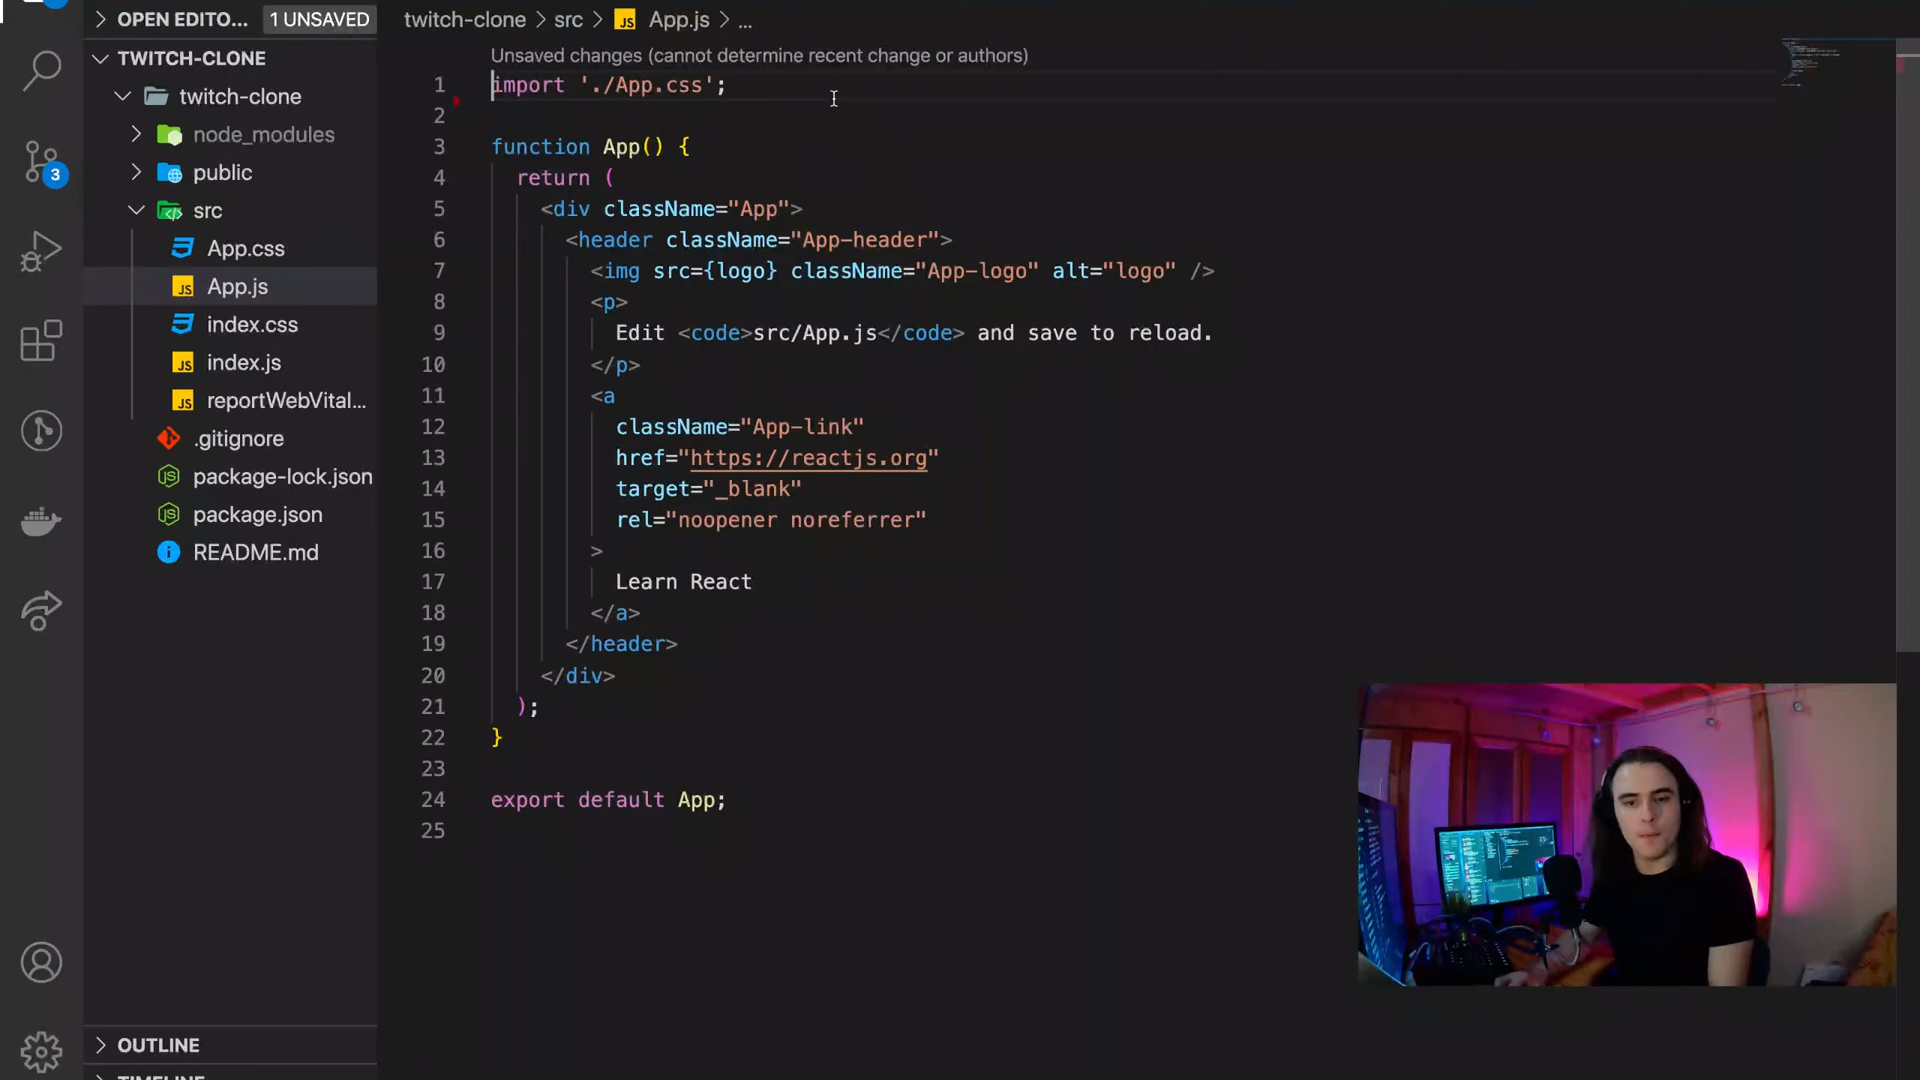 OPEN EDITO...
1 UNSAVED
TWITCH-CLONE
twitch-clone
node_modules
public
src
App.css
App.js
index.css
index.js
reportWebVital...
.gitignore
package-lock.json
package.json
README.md
OUTLINE
3
twitch-clone > src > JS App.js > ...
Unsaved changes (cannot determine recent change or authors)
1 import './App.css';
2
3 function App() {
4 return (
5 <div className="App">
6 <header className="App-header">
7 <img src={logo} className="App-logo" alt="logo" />
8 <p>
9 Edit <code>src/App.js</code> and save to reload.
10 </p>
11 <a
12 className="App-link"
13 href="https://reactjs.org"
14 target="_blank"
15 rel="noopener noreferrer"
16 >
17 Learn React
18 </a>
19 </header>
20 </div>
21 );
22 }
23
24 export default App;
25